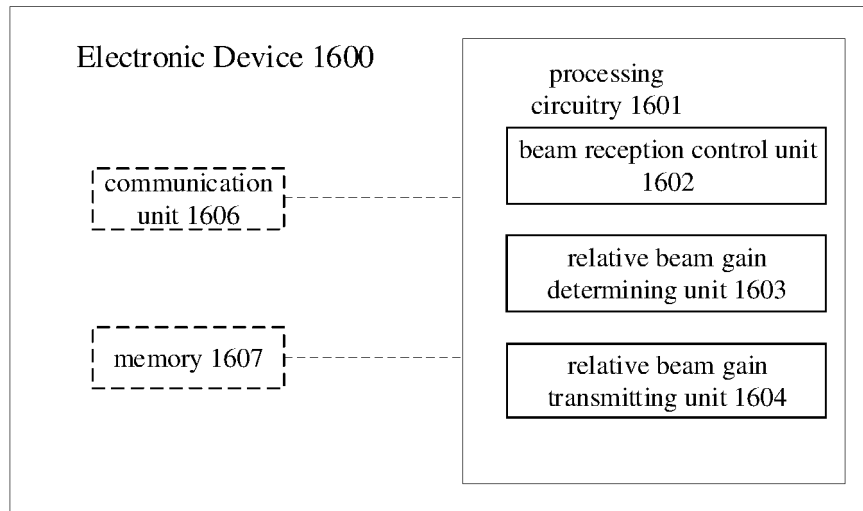 Electronic Device 1600
processing
circuitry 1601
beam reception control unit
1602
communication
unit 1606
relative beam gain
determining unit 1603
memory 1607
relative beam gain
transmitting unit 1604